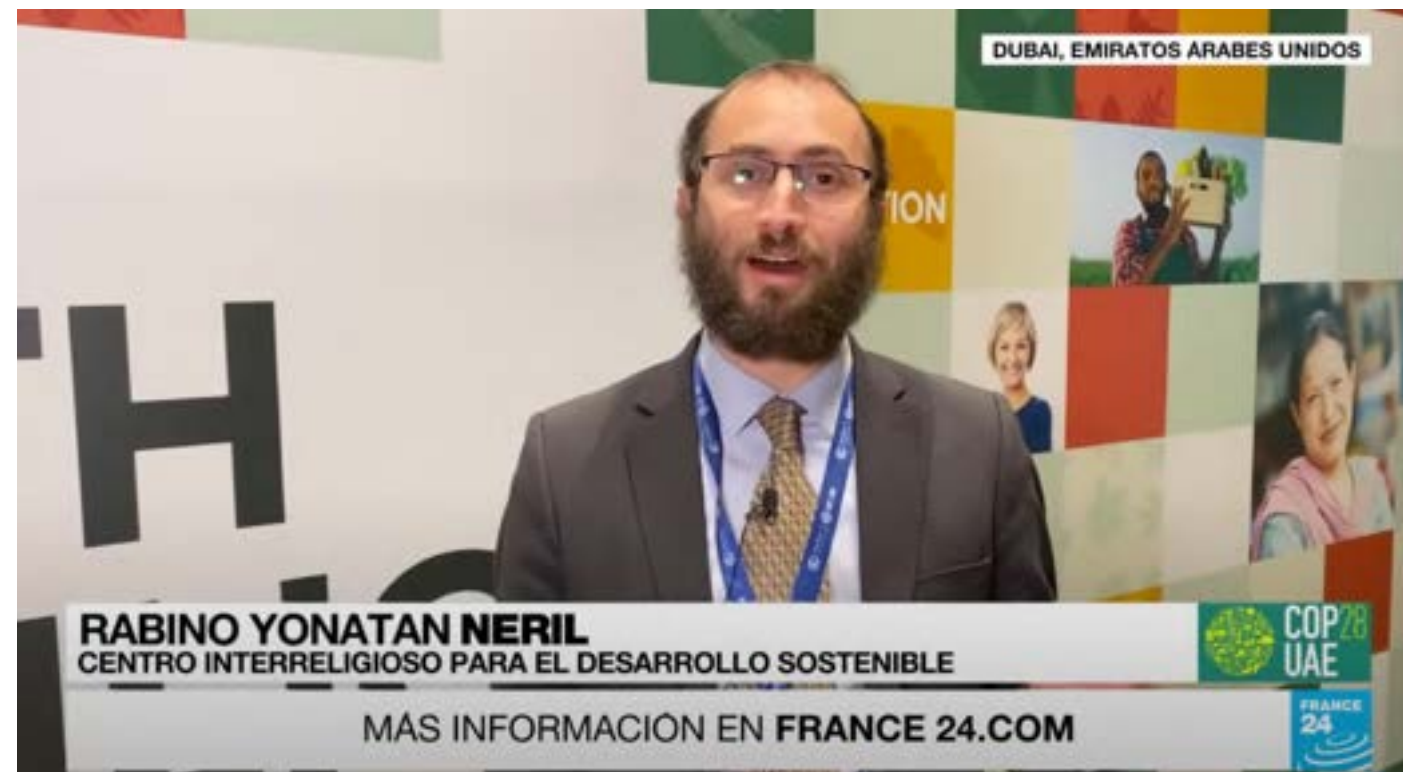 DUBAI, EMIRATOS ARABES UNIDOS
TION
TH
RABINO YONATAN NERIL
CENTRO INTERRELIGIOSO PARA EL DESARROLLO SOSTENIBLE
COP28
UAE
MÁS INFORMACIÓN EN FRANCE 24.COM
FRANCE
24